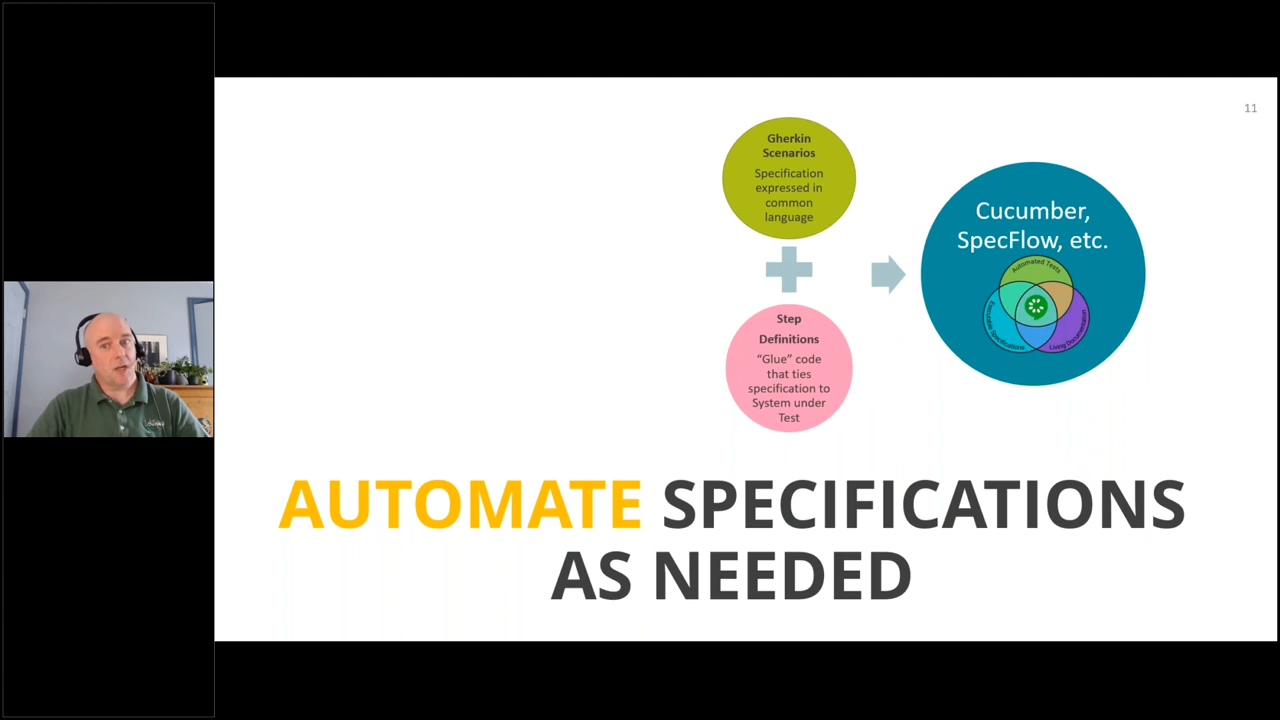 11
Gherkin
Scenarios
Specification
expressed in
common
language
Step
Definitions
“Glue” code
that ties
specification to
System under
Test
Cucumber,
SpecFlow, etc.
Automated Tests
Executable Specifications
Living Documentation
AUTOMATE SPECIFICATIONS
AS NEEDED